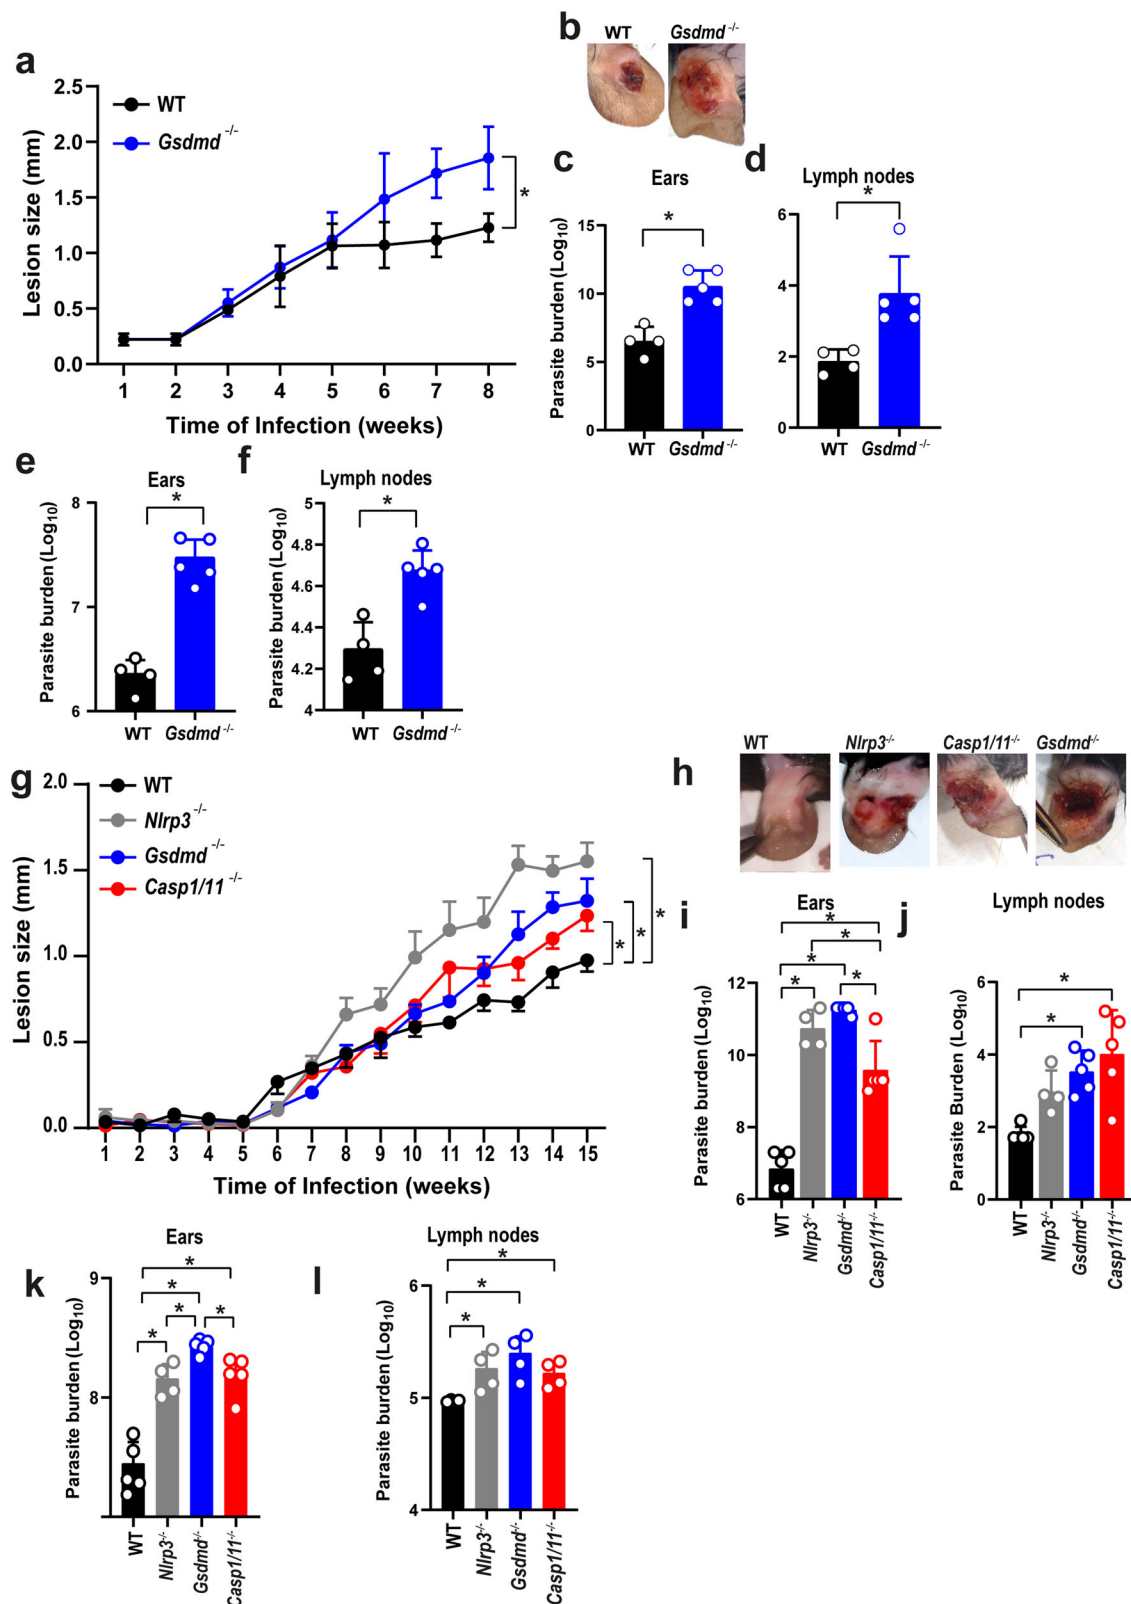 a
2.5
2.0
1.5
1.0
0.5
0.0
Lesion size (mm)
WT
Gsdmd -/-
*
1 2 3 4 5 6 7 8
Time of Infection (weeks)
b
WT Gsdmd -/-
c
Ears
*
15
10
5
0
Parasite burden (Log10)
WT Gsdmd -/-
d
Lymph nodes
*
6
4
2
0
WT Gsdmd -/-
e
Ears
*
8
7
6
Parasite burden (Log10)
WT Gsdmd -/-
f
Lymph nodes
*
5
4.8
4.6
4.4
4.2
4
Parasite burden (Log10)
WT Gsdmd -/-
g
2.0
1.5
1.0
0.5
0.0
Lesion size (mm)
WT
Nlrp3 -/-
Gsdmd -/-
Casp1/11 -/-
* * *
1 2 3 4 5 6 7 8 9 10 11 12 13 14 15
Time of Infection (weeks)
h
WT Nlrp3-/- Casp1/11-/- Gsdmd-/-
i
Ears
*
*
*
* *
12
10
8
6
Parasite burden (Log10)
WT
Nlrp3-/-
Gsdmd-/-
Casp1/11-/-
j
Lymph nodes
*
*
6
4
2
0
Parasite Burden (Log10)
WT
Nlrp3-/-
Gsdmd-/-
Casp1/11-/-
k
Ears
*
*
* * *
9
8
Parasite burden (Log10)
WT
Nlrp3-/-
Gsdmd-/-
Casp1/11-/-
l
Lymph nodes
*
*
*
6
5
4
Parasite burden (Log10)
WT
Nlrp3-/-
Gsdmd-/-
Casp1/11-/-